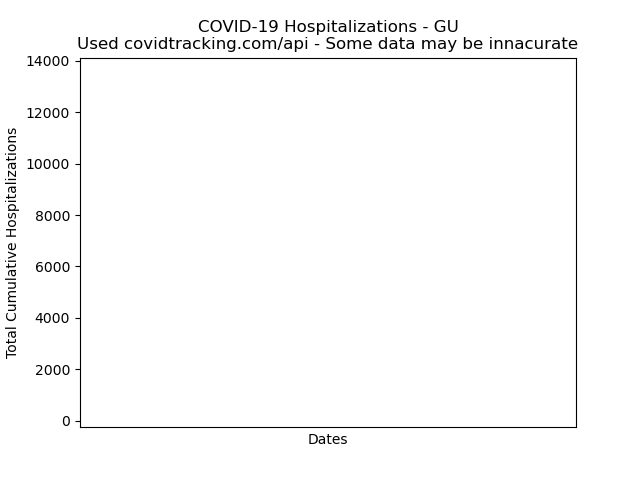 COVID-19 Hospitalizations - GU
Used covidtracking.com/api - Some data may be innacurate
14000
12000
10000
8000
6000
4000
2000
0
Total Cumulative Hospitalizations
Dates